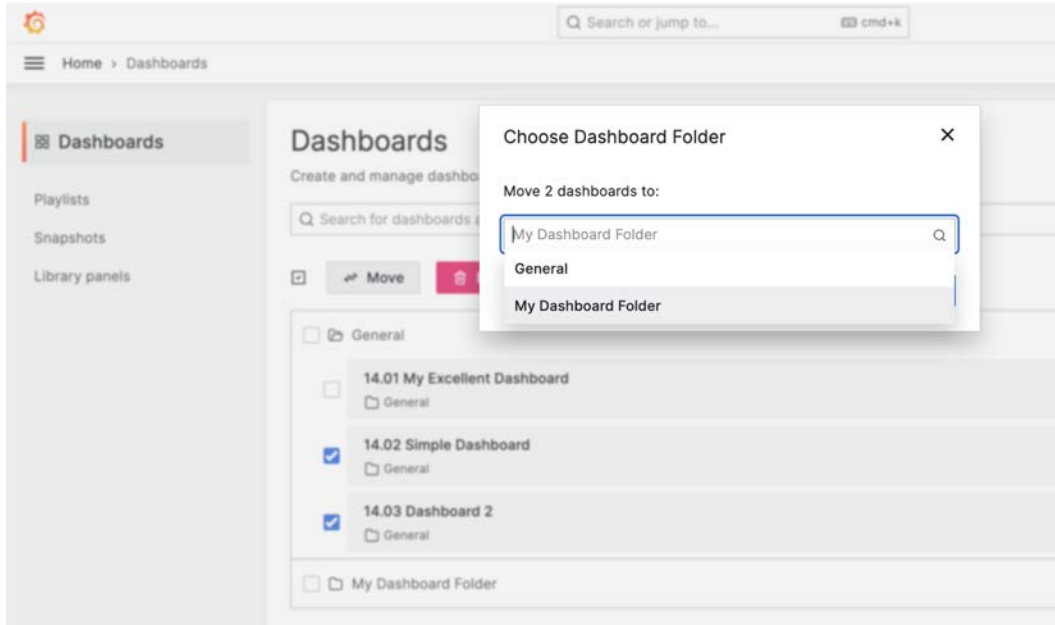 Search or jump to...
cmd+k
Home › Dashboards
Dashboards
Playlists
Snapshots
Library panels
Dashboards
Create and manage dashbo
Search for dashboards
Move
General
14.01 My Excellent Dashboard
General
14.02 Simple Dashboard
General
14.03 Dashboard 2
General
My Dashboard Folder
Choose Dashboard Folder
Move 2 dashboards to:
My Dashboard Folder
General
My Dashboard Folder